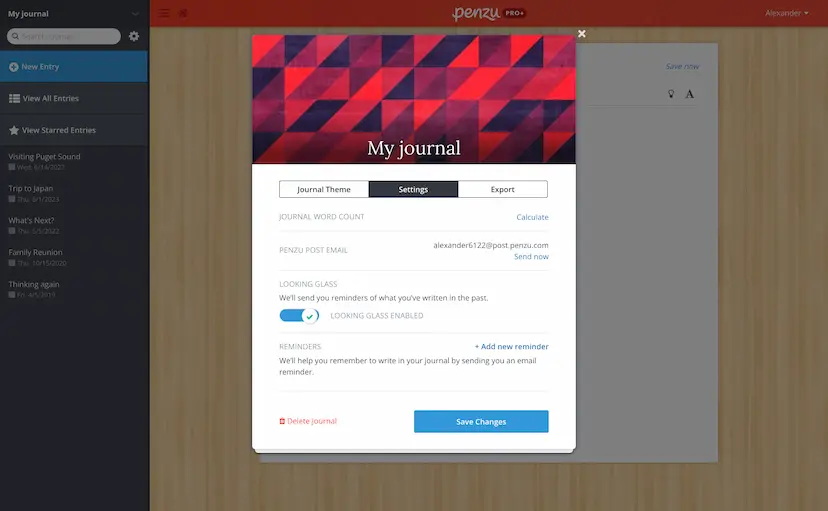 My journal
Search journal...
New Entry
View All Entries
View Starred Entries
Visiting Puget Sound
Wed, 6/14/2023
Trip to Japan
Thu, 6/1/2023
What's Next?
Thu, 5/5/2022
Family Reunion
Thu, 10/15/2020
Thinking again
Fri, 4/5/2019
penzu PRO+
Alexander
Save now
A
My journal
Journal Theme Settings Export
JOURNAL WORD COUNT Calculate
PENZU POST EMAIL alexander6122@post.penzu.com
Send now
LOOKING GLASS
We'll send you reminders of what you've written in the past.
LOOKING GLASS ENABLED
REMINDERS + Add new reminder
We'll help you remember to write in your journal by sending you an email
reminder.
Delete journal Save Changes